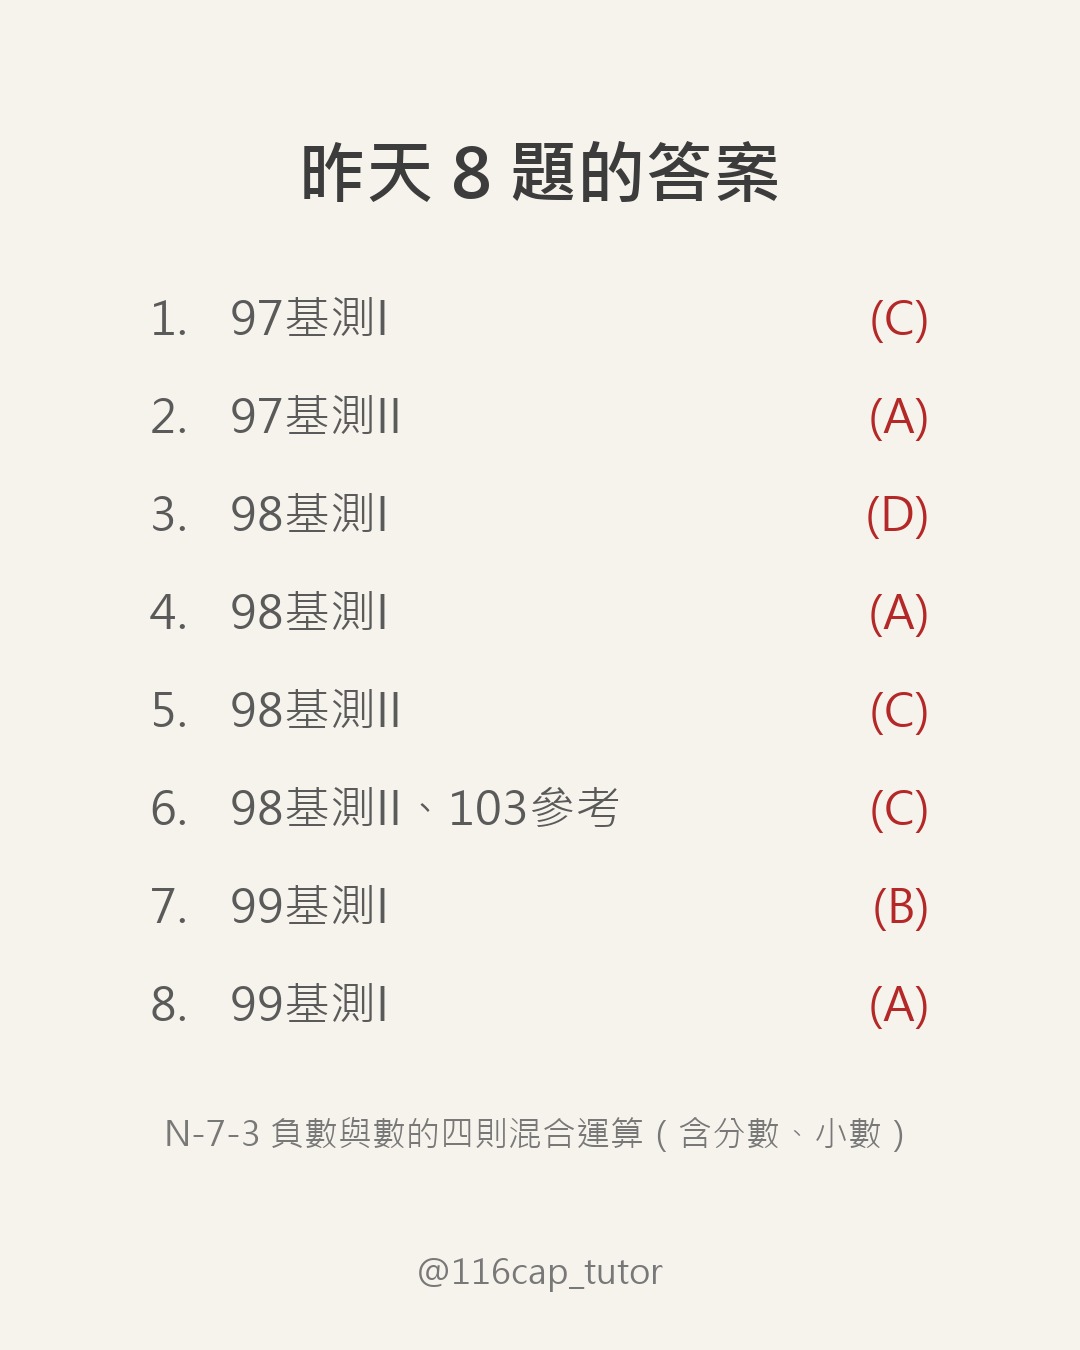 昨天 8 題的答案
1. 97基測I (C)
2. 97基測II (A)
3. 98基測I (D)
4. 98基測I (A)
5. 98基測II (C)
6. 98基測II、103參考 (C)
7. 99基測I (B)
8. 99基測I (A)
N-7-3 負數與數的四則混合運算（含分數、小數）
@116cap_tutor